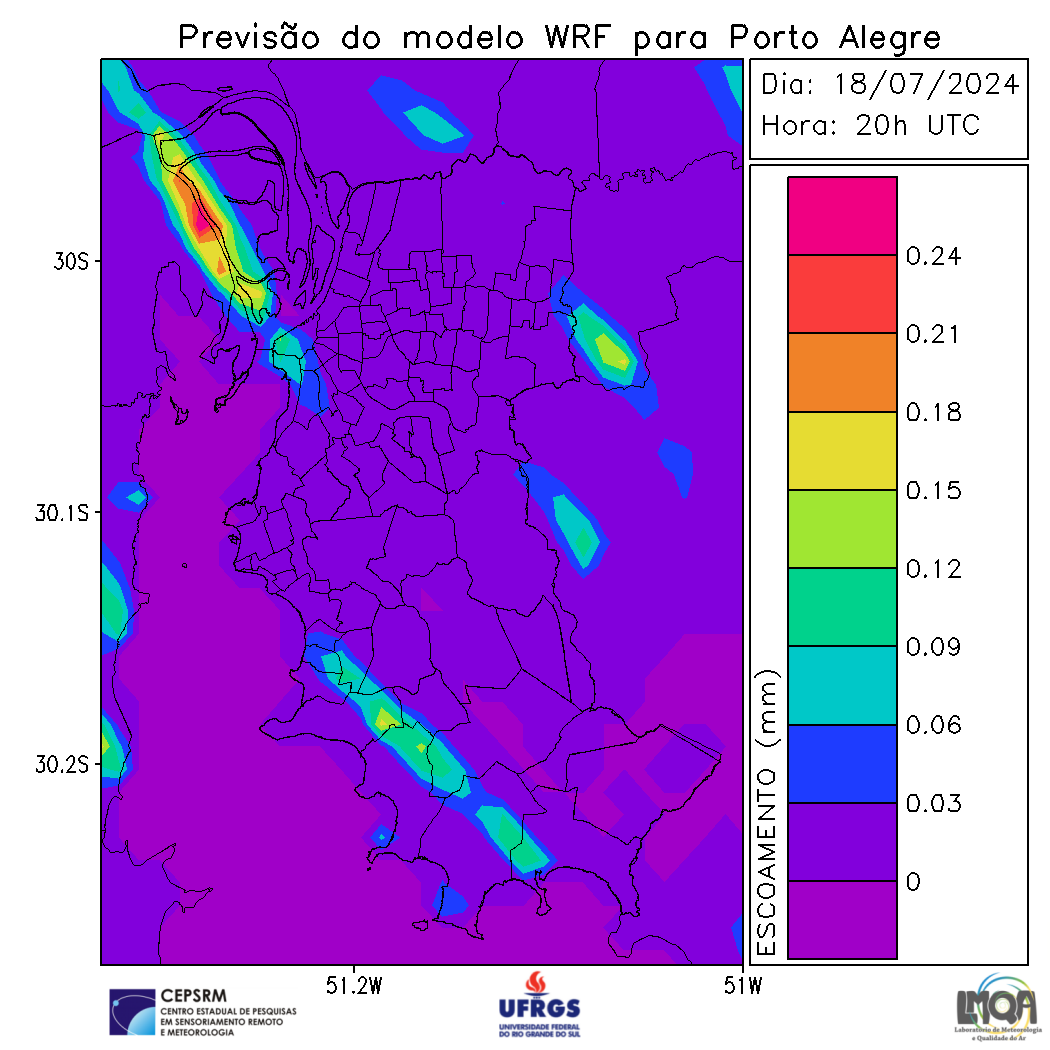 Previsão do modelo WRF para Porto Alegre
Dia: 18/07/2024
Hora: 20h UTC
30S
30.1S
30.2S
51.2W
51W
ESCOAMENTO (mm)
0.24
0.21
0.18
0.15
0.12
0.09
0.06
0.03
0
CEPSRM
CENTRO ESTADUAL DE PESQUISAS
EM SENSORIAMENTO REMOTO
E METEOROLOGIA
UFRGS
UNIVERSIDADE FEDERAL
DO RIO GRANDE DO SUL
LMQA
Laboratório de Meteorologia
e Qualidade do Ar